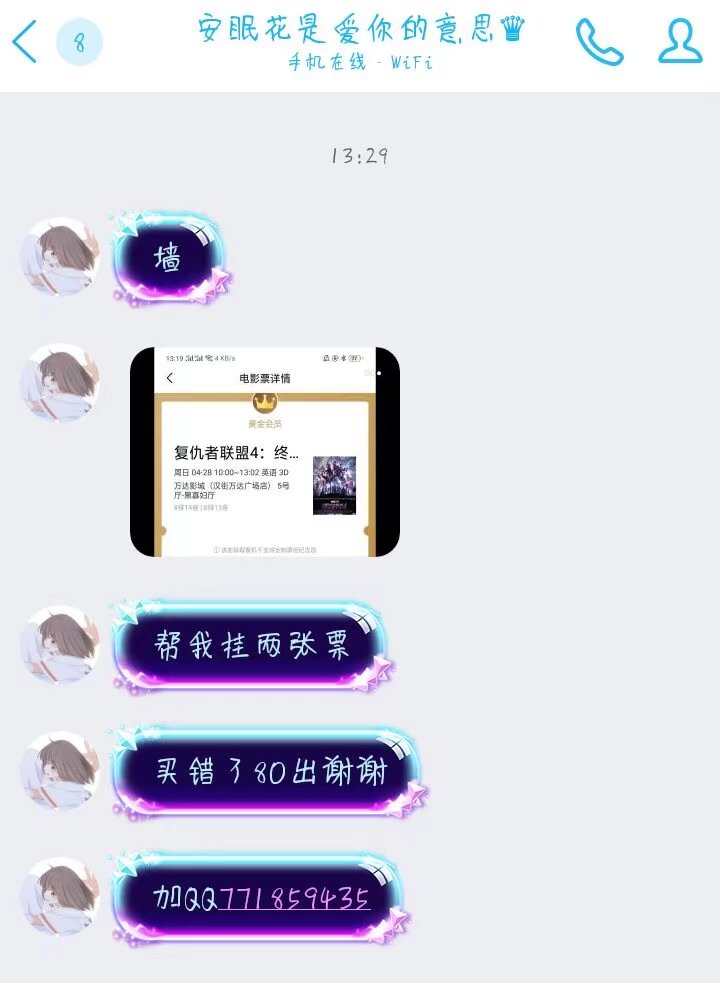 8
安眠花是爱你的意思♛
手机在线 - WiFi
13:29
墙
13:19
4 KB/s
电影票详情
黄金会员
复仇者联盟4：终...
周日 04-28 10:00~13:02 英语 3D
万达影城（汉街万达广场店） 5号
厅-黑寡妇厅
8排14座 | 8排13座
帮我挂两张票
买错了80出谢谢
加QQ771859435